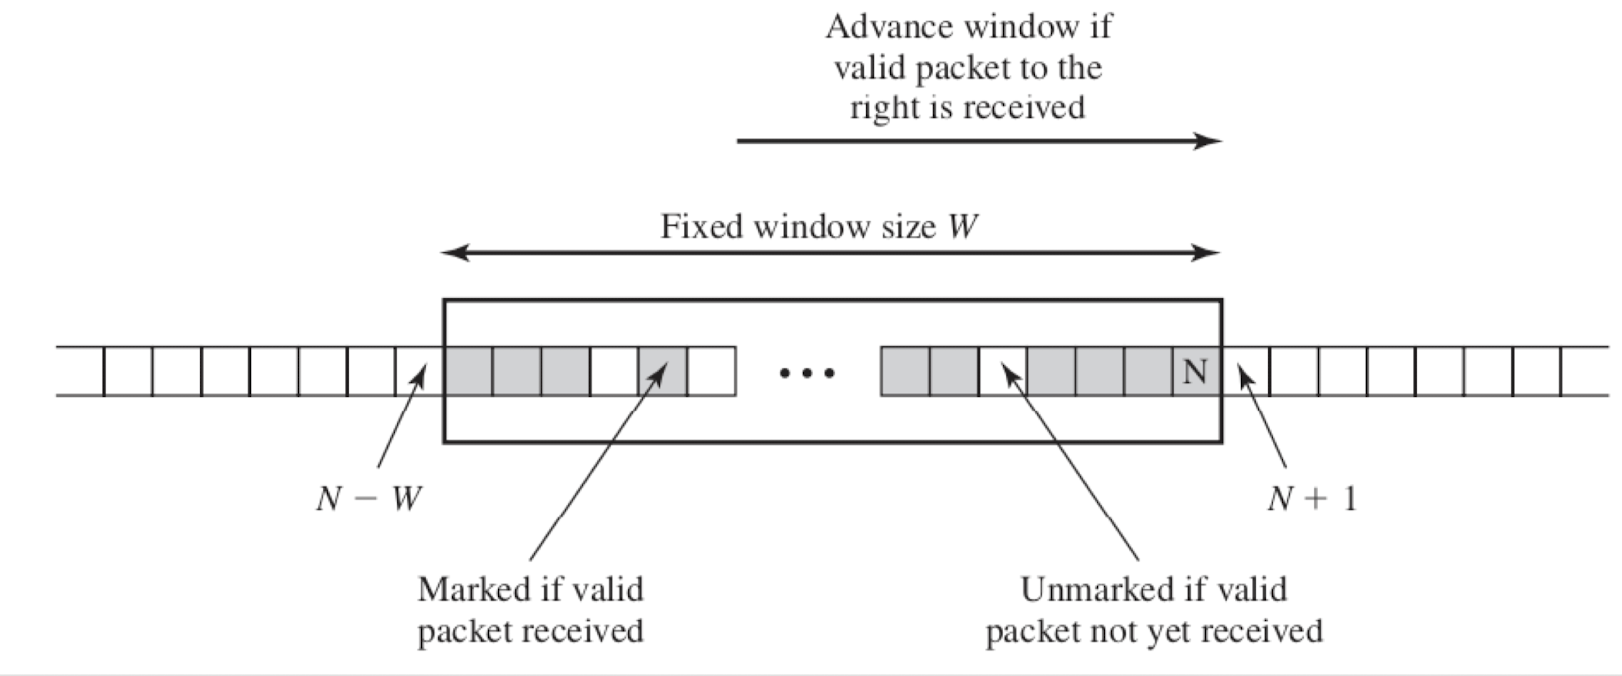 Advance window if
valid packet to the
right is received
Fixed window size W
N
N − W
N + 1
Marked if valid
packet received
Unmarked if valid
packet not yet received